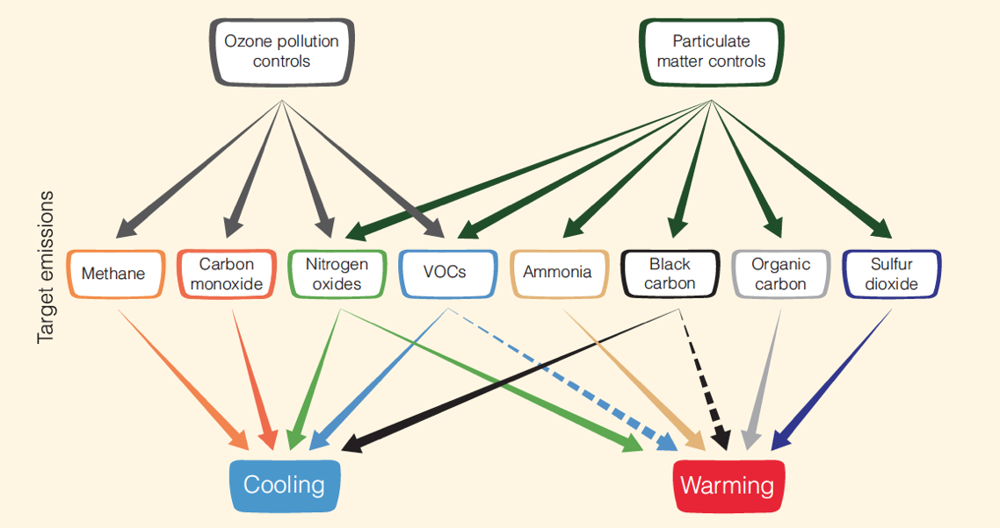 Ozone pollution
controls
Particulate
matter controls
Target emissions
Methane
Carbon
monoxide
Nitrogen
oxides
VOCs
Ammonia
Black
carbon
Organic
carbon
Sulfur
dioxide
Cooling
Warming